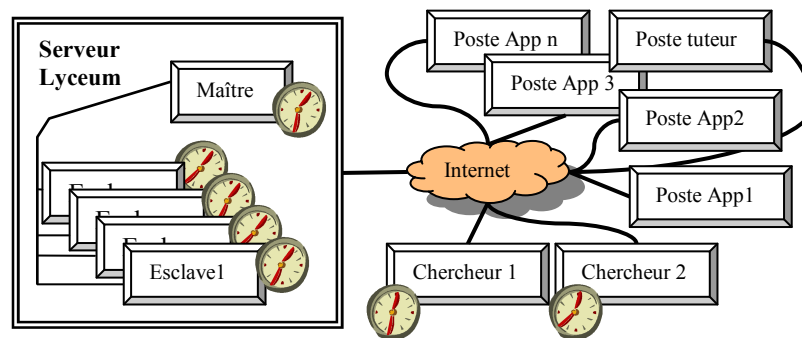 Serveur
Lyceum
Maître
Esclave1
Poste App n
Poste tuteur
Poste App 3
Poste App2
Internet
Poste App1
Chercheur 1
Chercheur 2